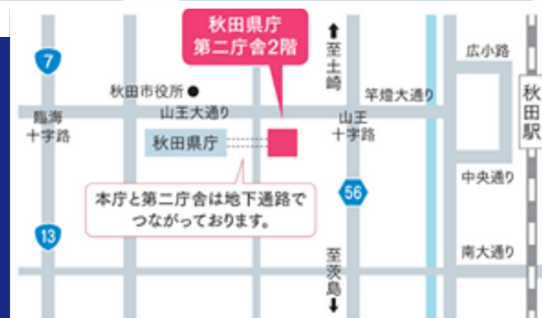 秋田県庁
第二庁舎2階
7
至土崎
広小路
秋田市役所
竿燈大通り
秋田駅
山王大通り
臨海
十字路
山王
十字路
秋田県庁
中央通り
本庁と第二庁舎は地下通路で
つながっております。
56
13
南大通り
至茨島